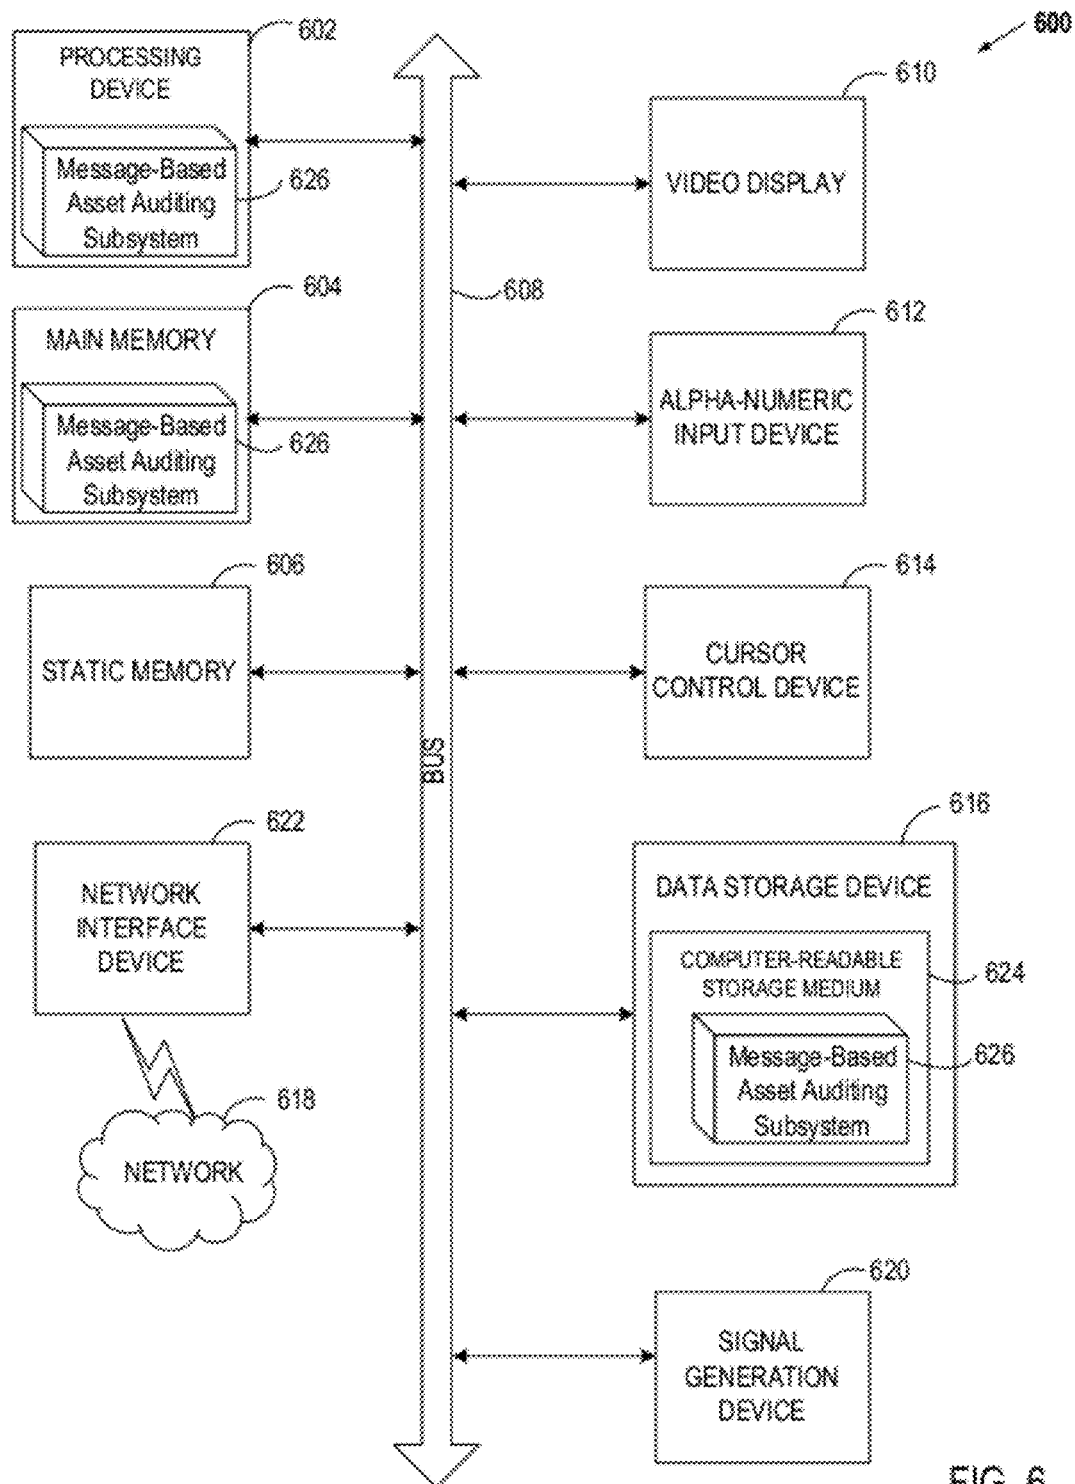 600
602
PROCESSING
DEVICE
Message-Based
Asset Auditing
Subsystem
626
604
MAIN MEMORY
Message-Based
Asset Auditing
Subsystem
626
606
STATIC MEMORY
622
NETWORK
INTERFACE
DEVICE
618
NETWORK
608
BUS
610
VIDEO DISPLAY
612
ALPHA-NUMERIC
INPUT DEVICE
614
CURSOR
CONTROL DEVICE
616
DATA STORAGE DEVICE
COMPUTER-READABLE
STORAGE MEDIUM
624
Message-Based
Asset Auditing
Subsystem
626
620
SIGNAL
GENERATION
DEVICE
FIG. 6